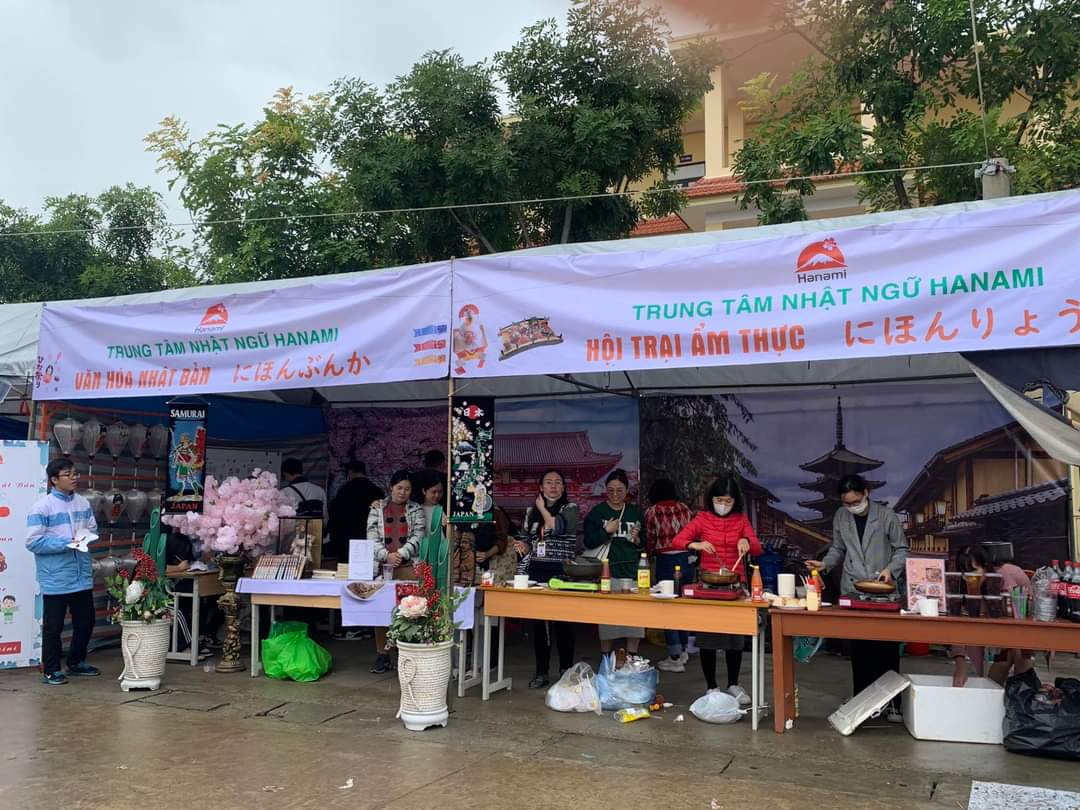 Hanami
TRUNG TÂM NHẬT NGỮ HANAMI
VĂN HÓA NHẬT BẢN にほんぶんか
Hanami
TRUNG TÂM NHẬT NGỮ HANAMI
HỘI TRẠI ẨM THỰC にほんりょう
SAMURAI
JAPAN
日本
JAPAN